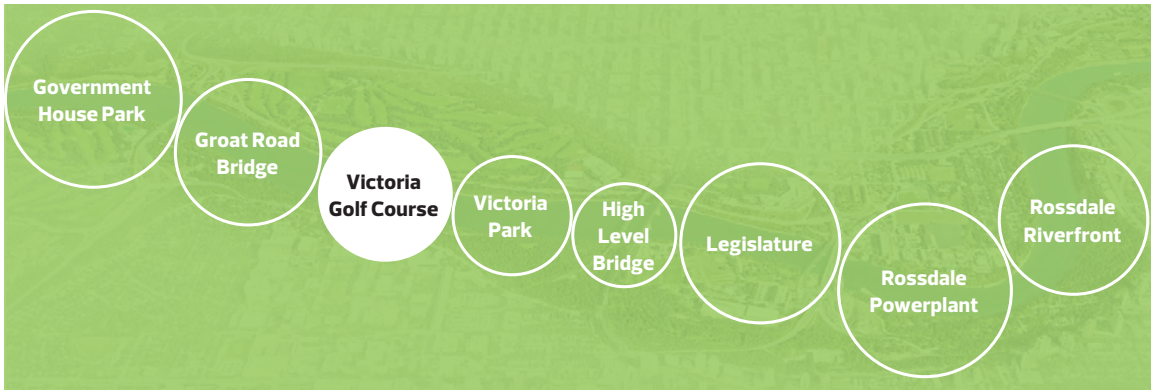 Government
House Park
Groat Road
Bridge
Victoria
Golf Course
Victoria
Park
High
Level
Bridge
Legislature
Rossdale
Powerplant
Rossdale
Riverfront